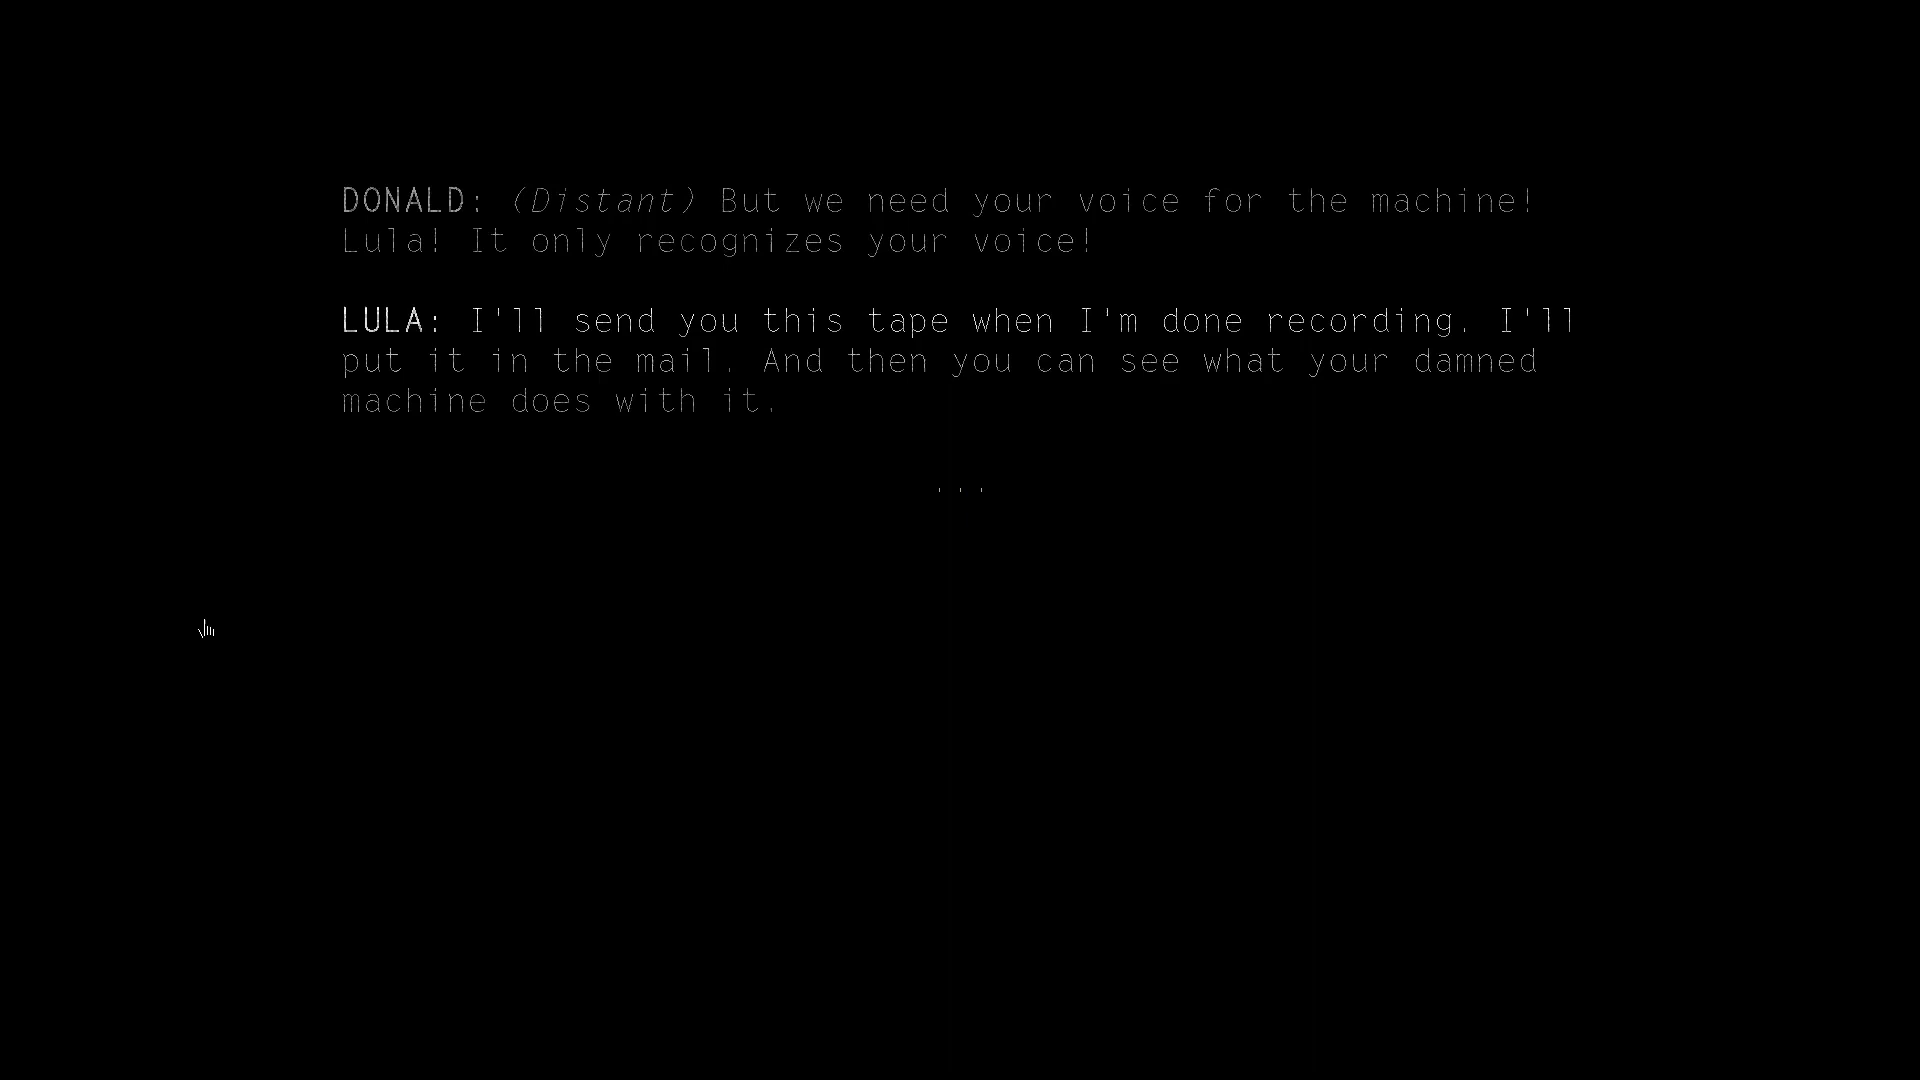 DONALD: (Distant) But we need your voice for the machine!
Lula! It only recognizes your voice!
LULA: I'll send you this tape when I'm done recording. I'll
put it in the mail. And then you can see what your damned
machine does with it.
...